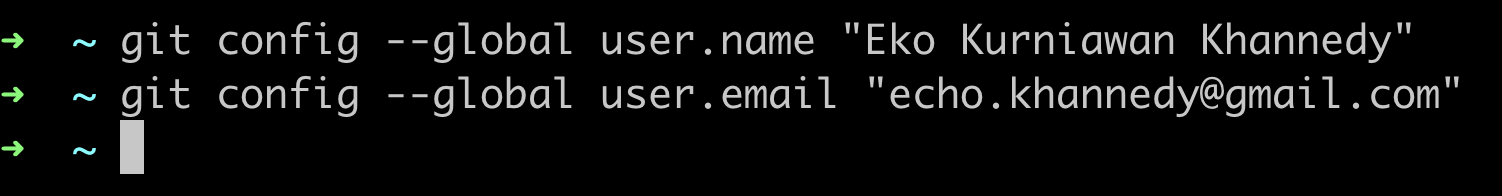 ➜ ~ git config --global user.name "Eko Kurniawan Khannedy"
➜ ~ git config --global user.email "echo.khannedy@gmail.com"
➜ ~